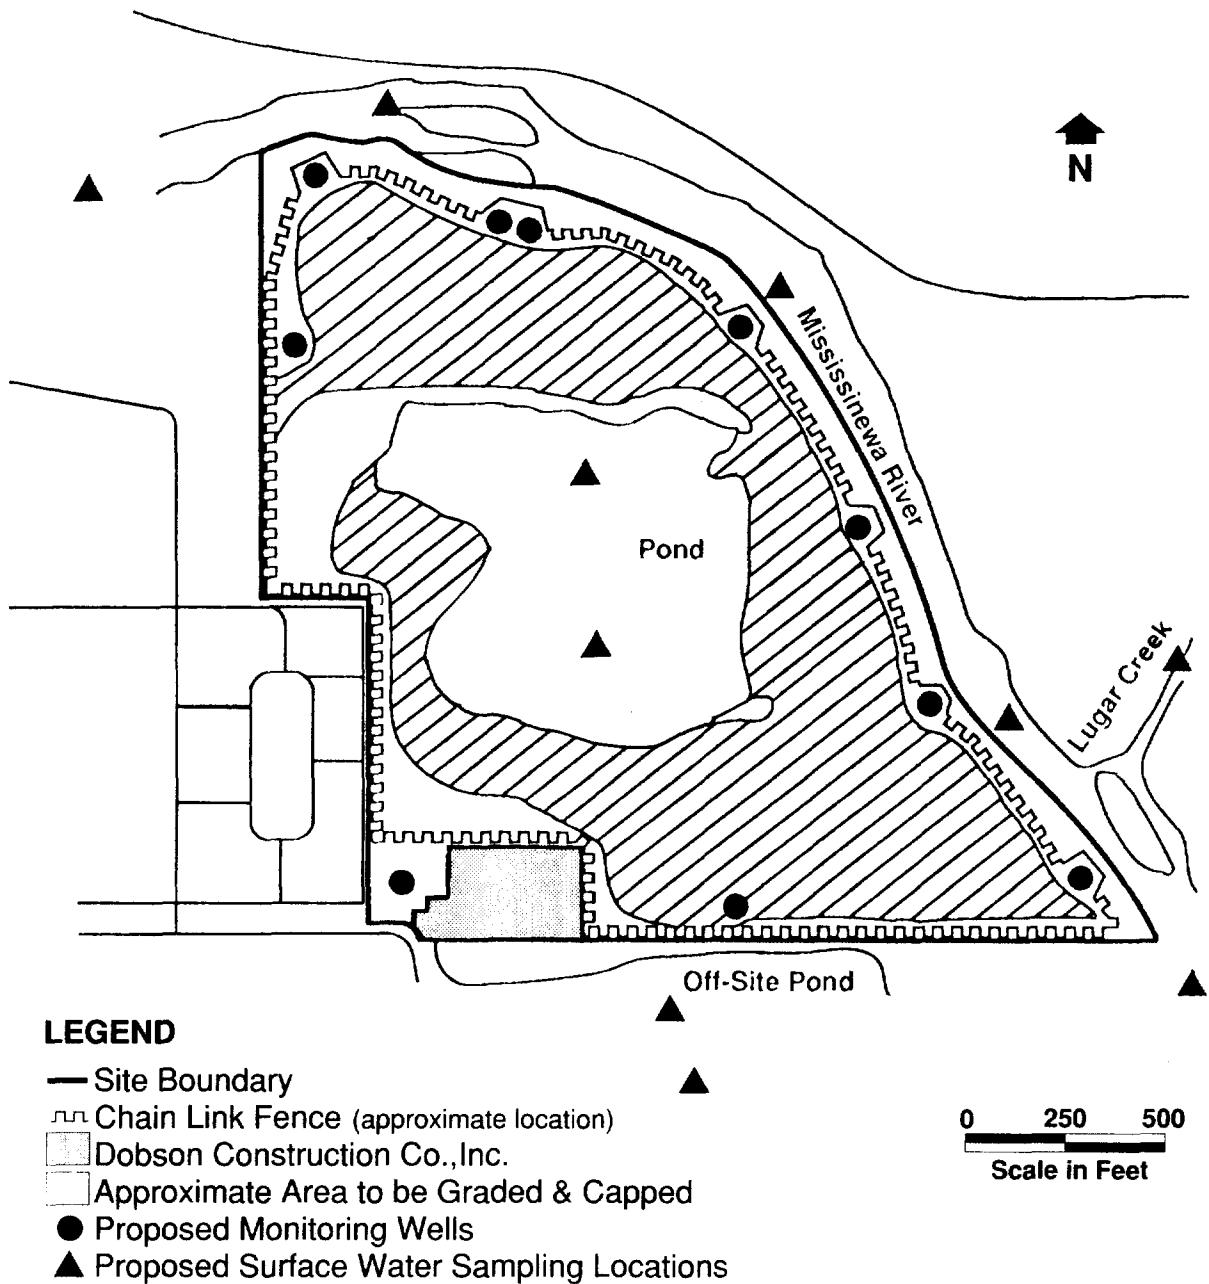 N
Mississinewa River
Pond
Lugar Creek
Off-Site Pond
LEGEND
Site Boundary
Chain Link Fence (approximate location)
Dobson Construction Co.,Inc.
Approximate Area to be Graded & Capped
Proposed Monitoring Wells
Proposed Surface Water Sampling Locations
0 250 500
Scale in Feet